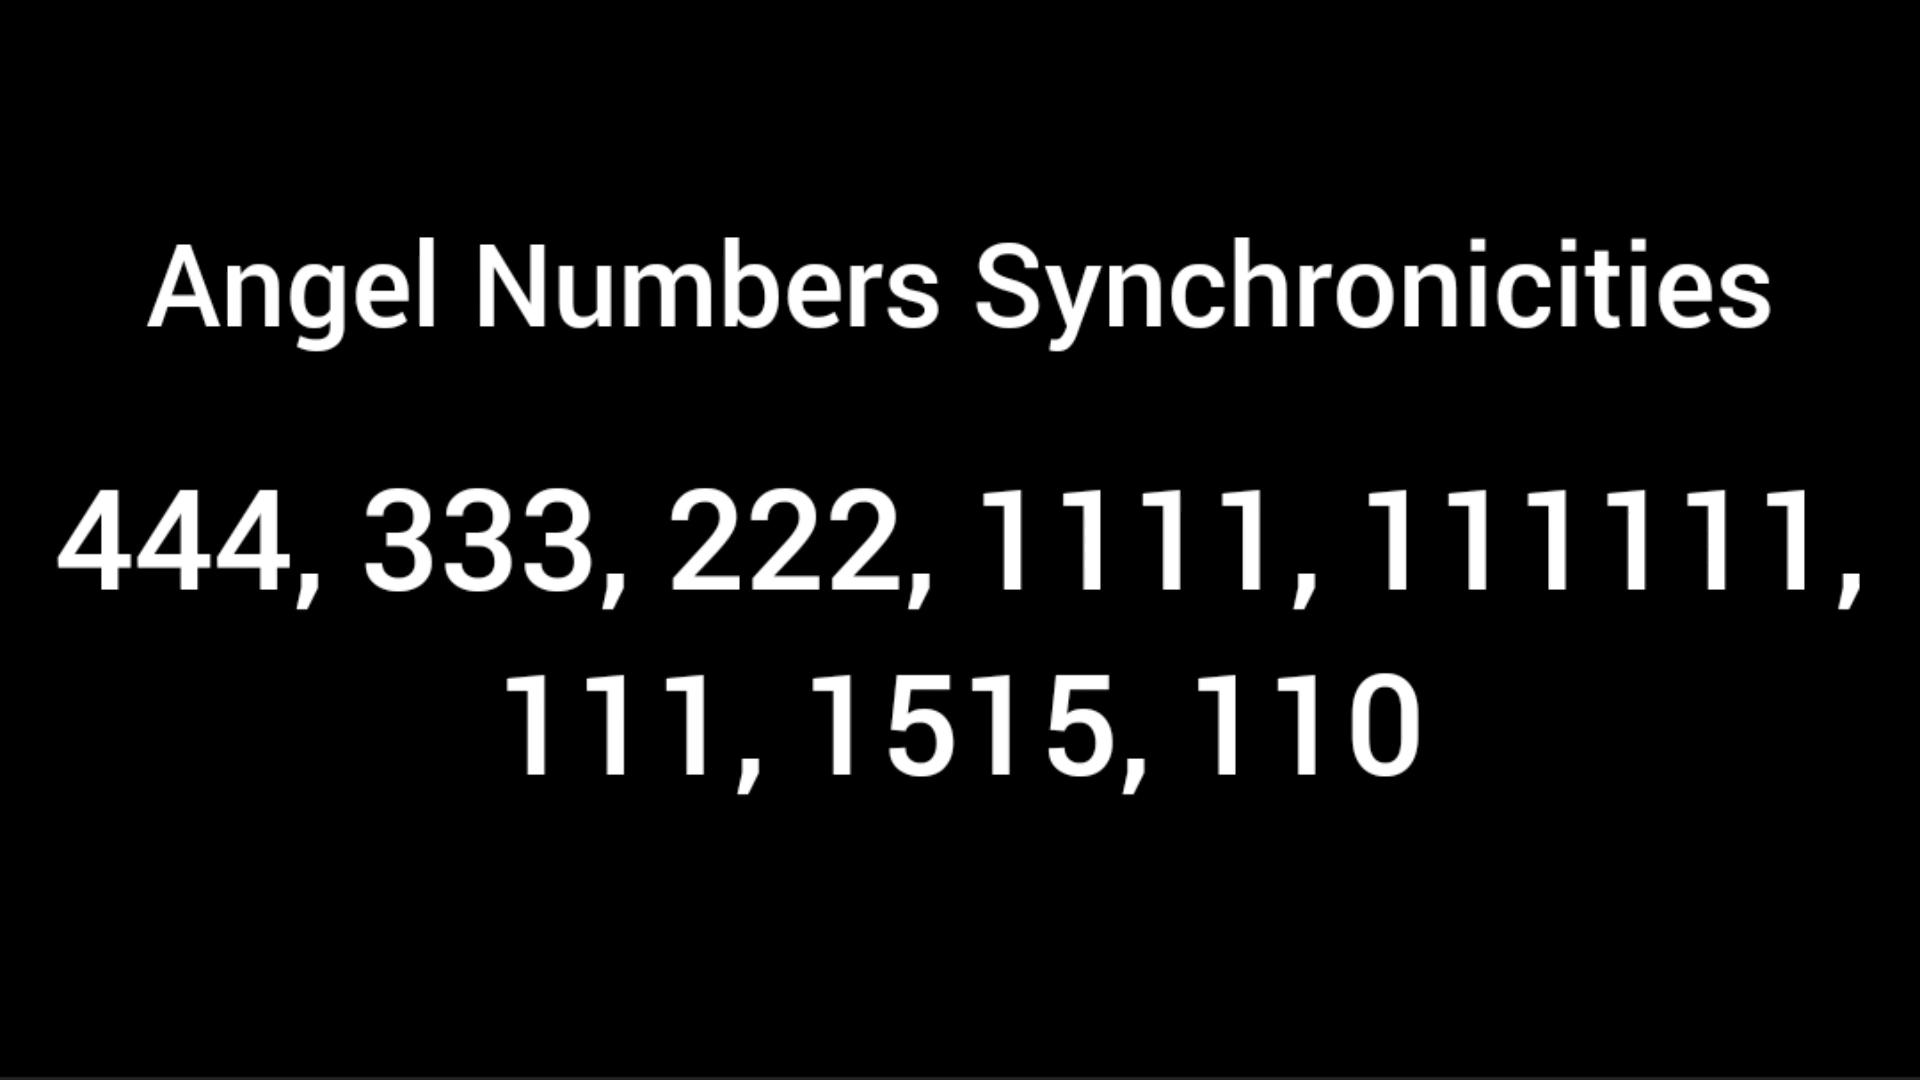 Angel Numbers Synchronicities
444, 333, 222, 1111, 111111,
111, 1515, 110